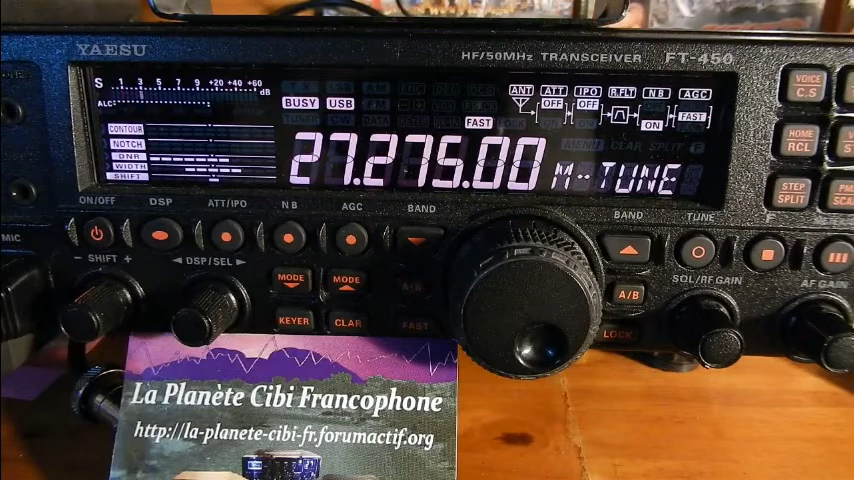 YAESU
HF/50MHz TRANSCEIVER FT-450
S 1 3 5 7 9 +20 +40 +60 dB
ALC
BUSY USB
FAST
ANT ATT IPO R.FLT NB AGC
OFF OFF
ON FAST
CONTOUR
NOTCH
DNR
WIDTH
SHIFT
27.275.00 M-TUNE
MENU CLAR SPLIT
VOICE
C.S
HOME
RCL
STEP
SPLIT
ON/OFF DSP ATT/IPO NB AGC BAND BAND TUNE F
MIC
- SHIFT + ◄ DSP/SEL ► MODE MODE A/B A/B SQL/RF GAIN AF GAIN
KEYER CLAR FAST LOCK
La Planète Cibi Francophone
http://la-planete-cibi-fr.forumactif.org